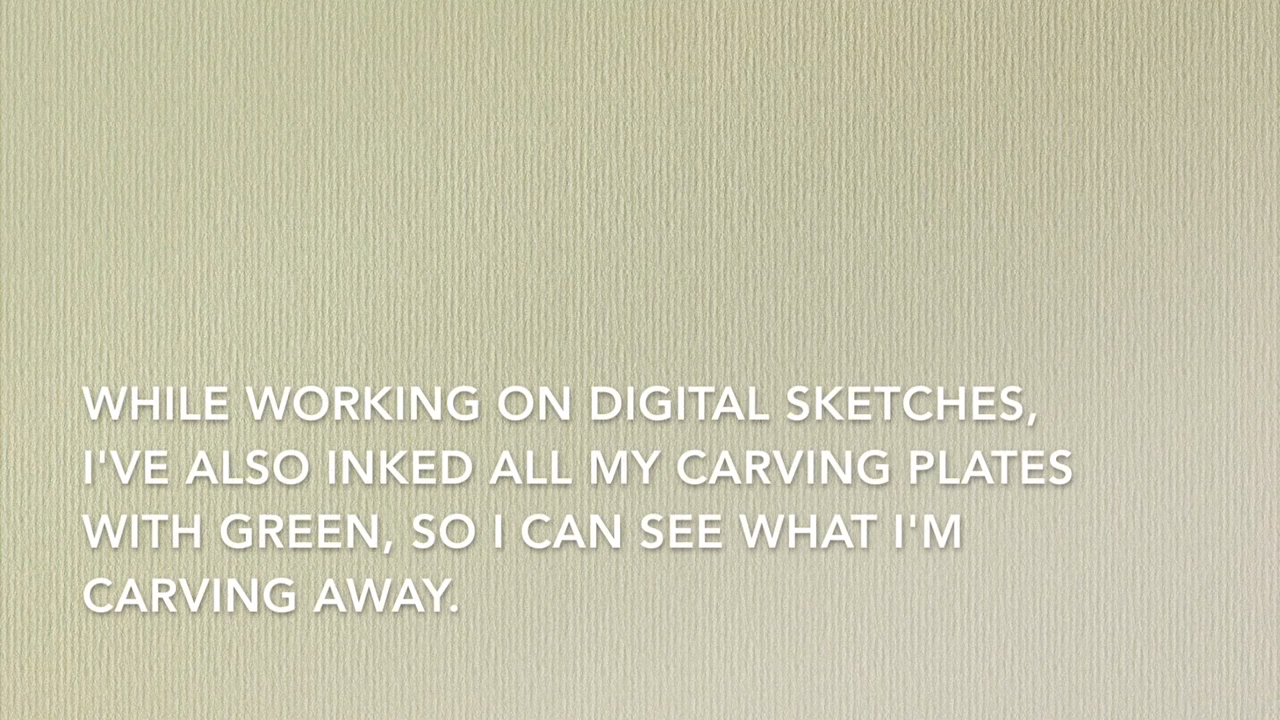 WHILE WORKING ON DIGITAL SKETCHES,
I'VE ALSO INKED ALL MY CARVING PLATES
WITH GREEN, SO I CAN SEE WHAT I'M
CARVING AWAY.